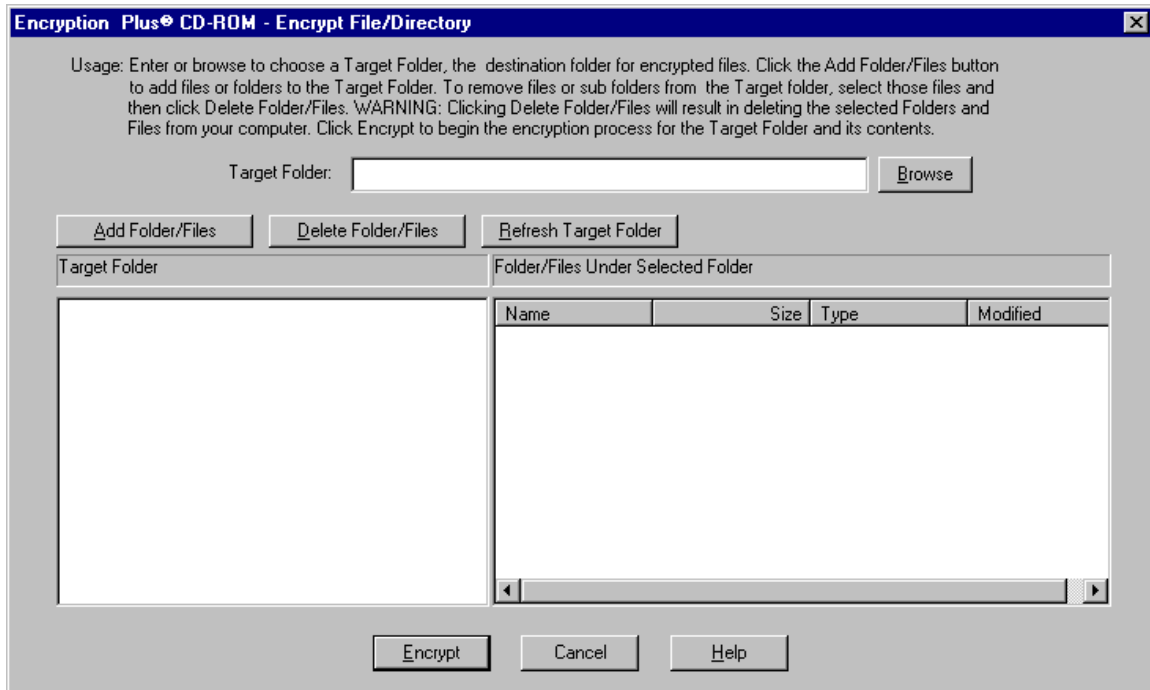 Encryption Plus® CD-ROM - Encrypt File/Directory
Usage: Enter or browse to choose a Target Folder, the destination folder for encrypted files. Click the Add Folder/Files button
to add files or folders to the Target Folder. To remove files or sub folders from the Target folder, select those files and
then click Delete Folder/Files. WARNING: Clicking Delete Folder/Files will result in deleting the selected Folders and
Files from your computer. Click Encrypt to begin the encryption process for the Target Folder and its contents.
Target Folder: Browse
Add Folder/Files Delete Folder/Files Refresh Target Folder
Target Folder Folder/Files Under Selected Folder
Name Size Type Modified
Encrypt Cancel Help